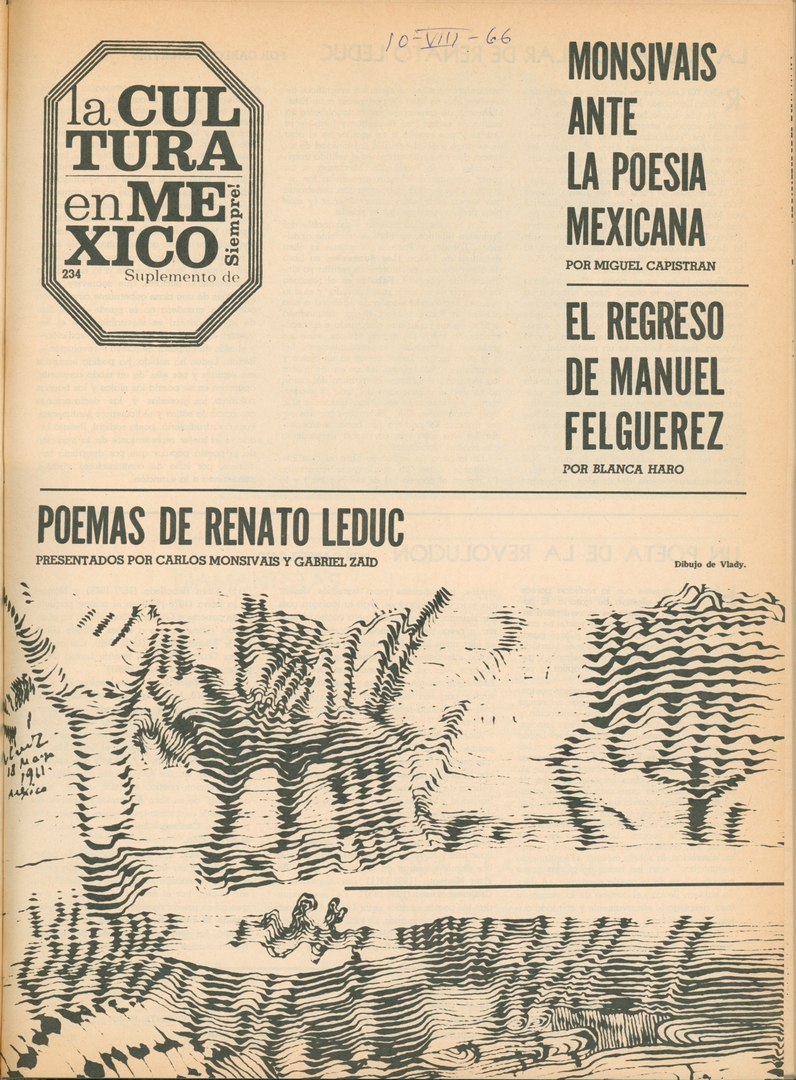 10-VIII-66
la CUL
TURA
en ME
XICO
Siempre!
234
Suplemento de
MONSIVAIS
ANTE
LA POESIA
MEXICANA
POR MIGUEL CAPISTRAN
EL REGRESO
DE MANUEL
FELGUEREZ
POR BLANCA HARO
POEMAS DE RENATO LEDUC
PRESENTADOS POR CARLOS MONSIVAIS Y GABRIEL ZAID
Dibujo de Vlady.
México